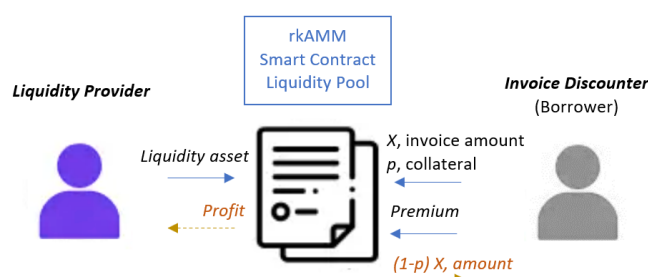 rkAMM
Smart Contract
Liquidity Pool
Liquidity Provider
Invoice Discounter
(Borrower)
Liquidity asset
X, invoice amount
p, collateral
Profit
Premium
(1-p) X, amount